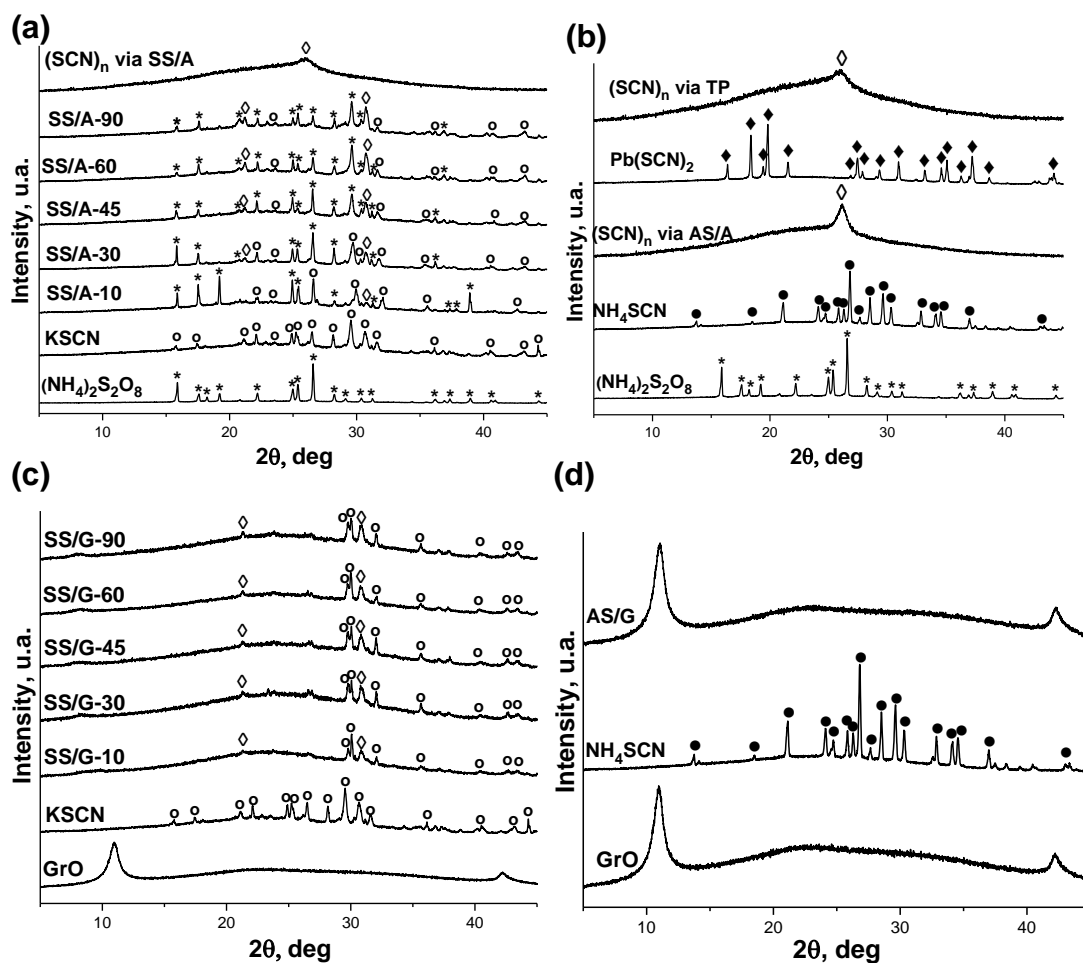 (a)
(SCN)n via SS/A
SS/A-90
SS/A-60
SS/A-45
SS/A-30
SS/A-10
KSCN
(NH4)2S2O8
Intensity, u.a.
10 20 30 40
2θ, deg
(b)
(SCN)n via TP
Pb(SCN)2
(SCN)n via AS/A
NH4SCN
(NH4)2S2O8
Intensity, u.a.
10 20 30 40
2θ, deg
(c)
SS/G-90
SS/G-60
SS/G-45
SS/G-30
SS/G-10
KSCN
GrO
Intensity, u.a.
10 20 30 40
2θ, deg
(d)
AS/G
NH4SCN
GrO
Intensity, u.a.
10 20 30 40
2θ, deg